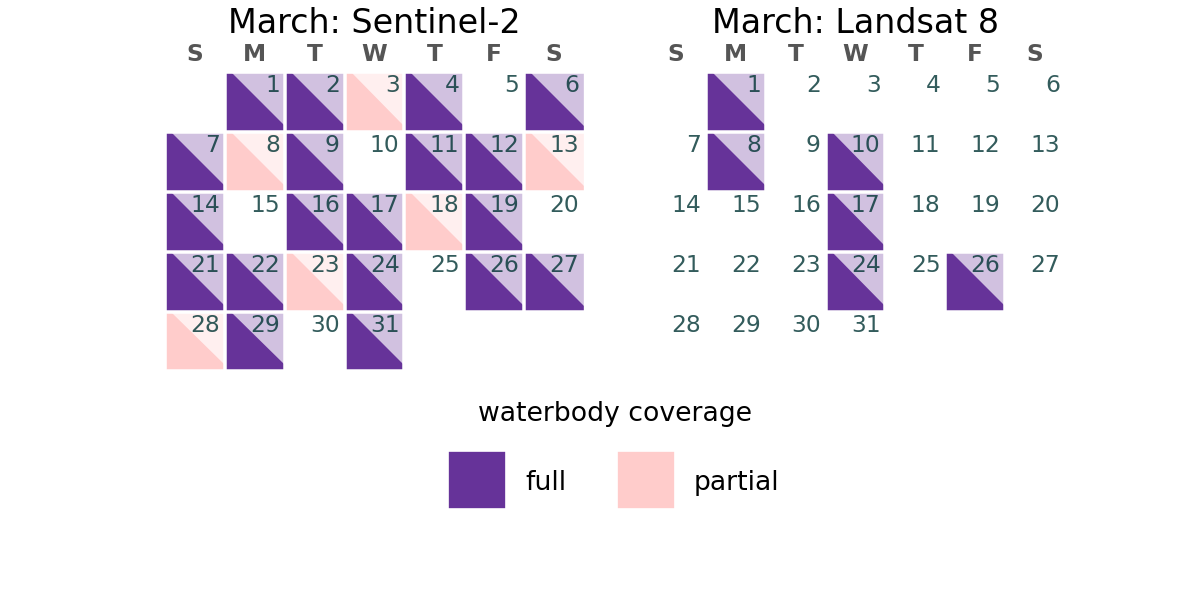 March: Sentinel-2
S M T W T F S
1 2 3 4 5 6
7 8 9 10 11 12 13
14 15 16 17 18 19 20
21 22 23 24 25 26 27
28 29 30 31
March: Landsat 8
S M T W T F S
1 2 3 4 5 6
7 8 9 10 11 12 13
14 15 16 17 18 19 20
21 22 23 24 25 26 27
28 29 30 31
waterbody coverage
full partial